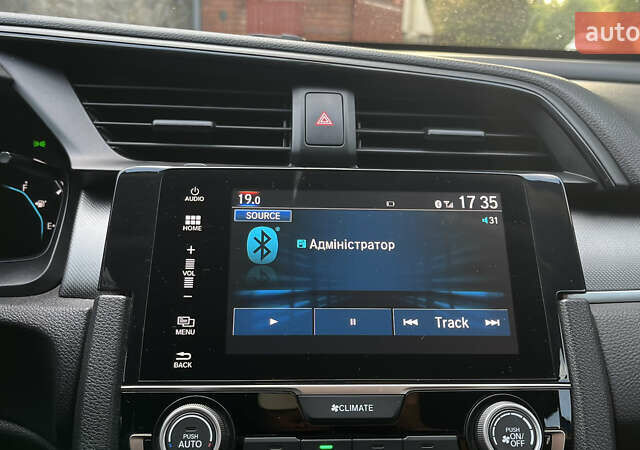 auto
AUDIO
HOME
+
VOL
−
MENU
BACK
19.0
17 35
SOURCE
31
Адміністратор
Track
CLIMATE
PUSH
AUTO
PUSH
ON/
OFF
F
E